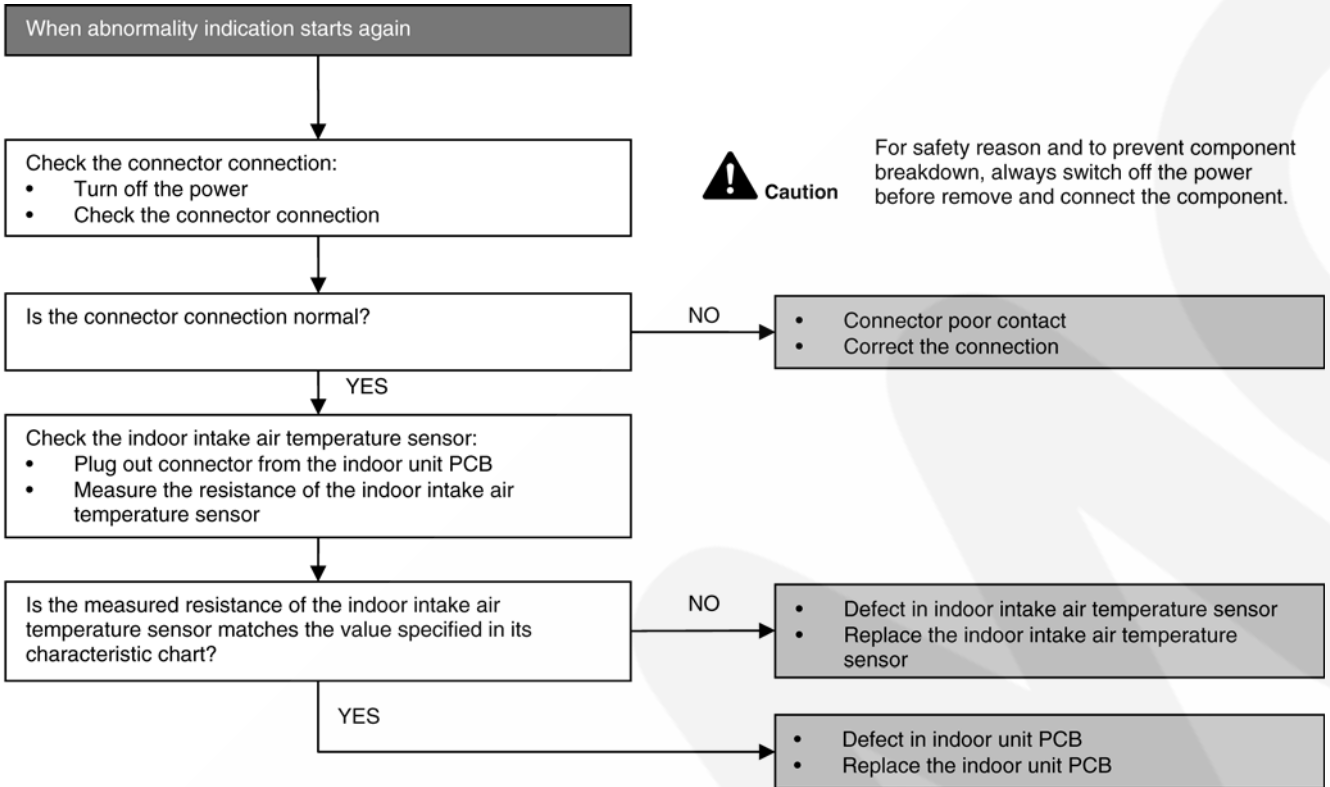 When abnormality indication starts again
Check the connector connection:
• Turn off the power
• Check the connector connection
Caution
For safety reason and to prevent component
breakdown, always switch off the power
before remove and connect the component.
Is the connector connection normal?
NO
• Connector poor contact
• Correct the connection
YES
Check the indoor intake air temperature sensor:
• Plug out connector from the indoor unit PCB
• Measure the resistance of the indoor intake air
temperature sensor
Is the measured resistance of the indoor intake air
temperature sensor matches the value specified in its
characteristic chart?
NO
• Defect in indoor intake air temperature sensor
• Replace the indoor intake air temperature
sensor
YES
• Defect in indoor unit PCB
• Replace the indoor unit PCB